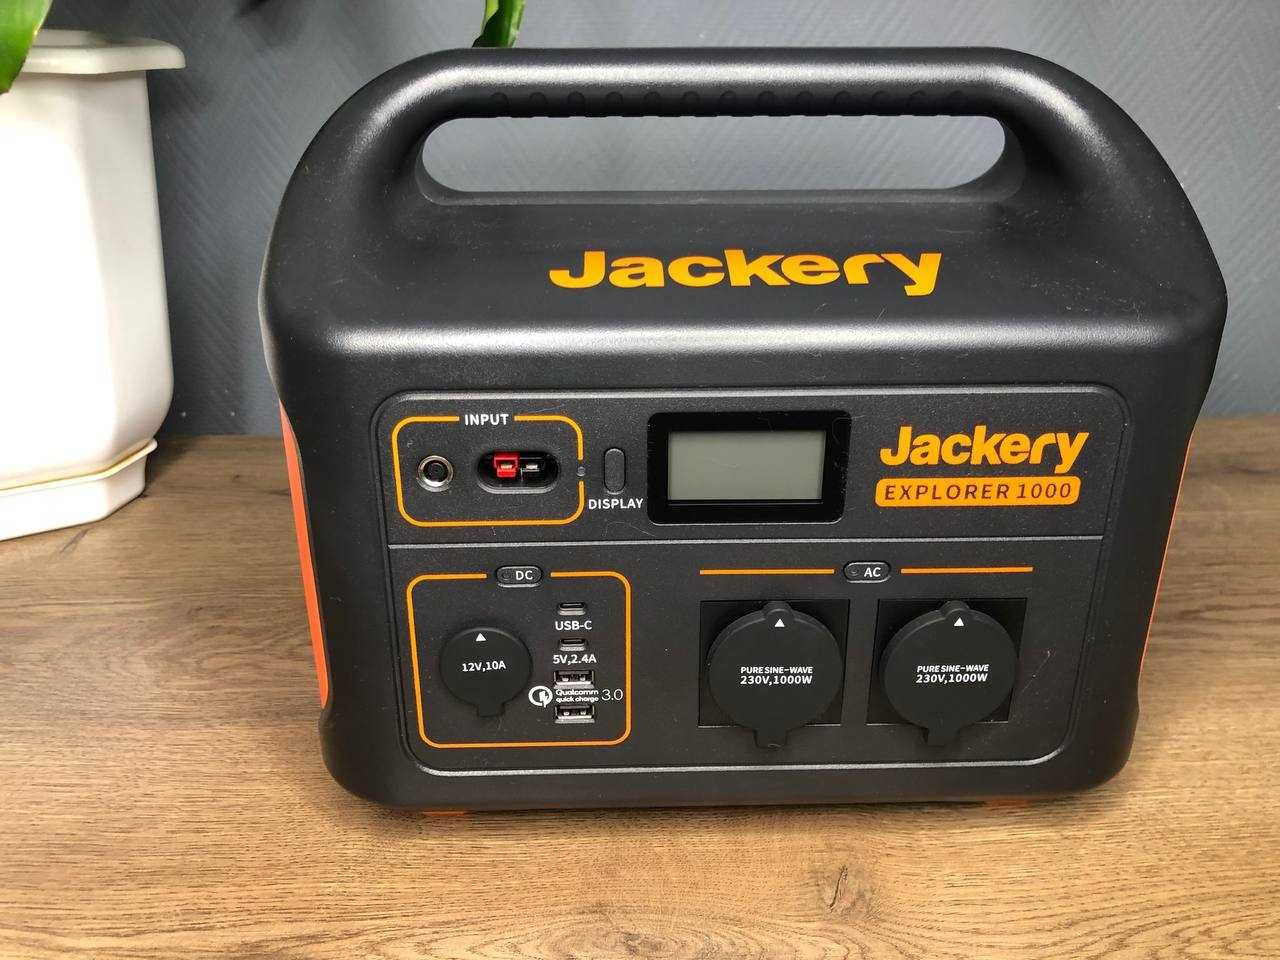 Jackery
INPUT
DISPLAY
Jackery
EXPLORER 1000
DC
USB-C
5V,2.4A
12V,10A
Qualcomm
quick charge 3.0
AC
PURE SINE-WAVE
230V,1000W
PURE SINE-WAVE
230V,1000W